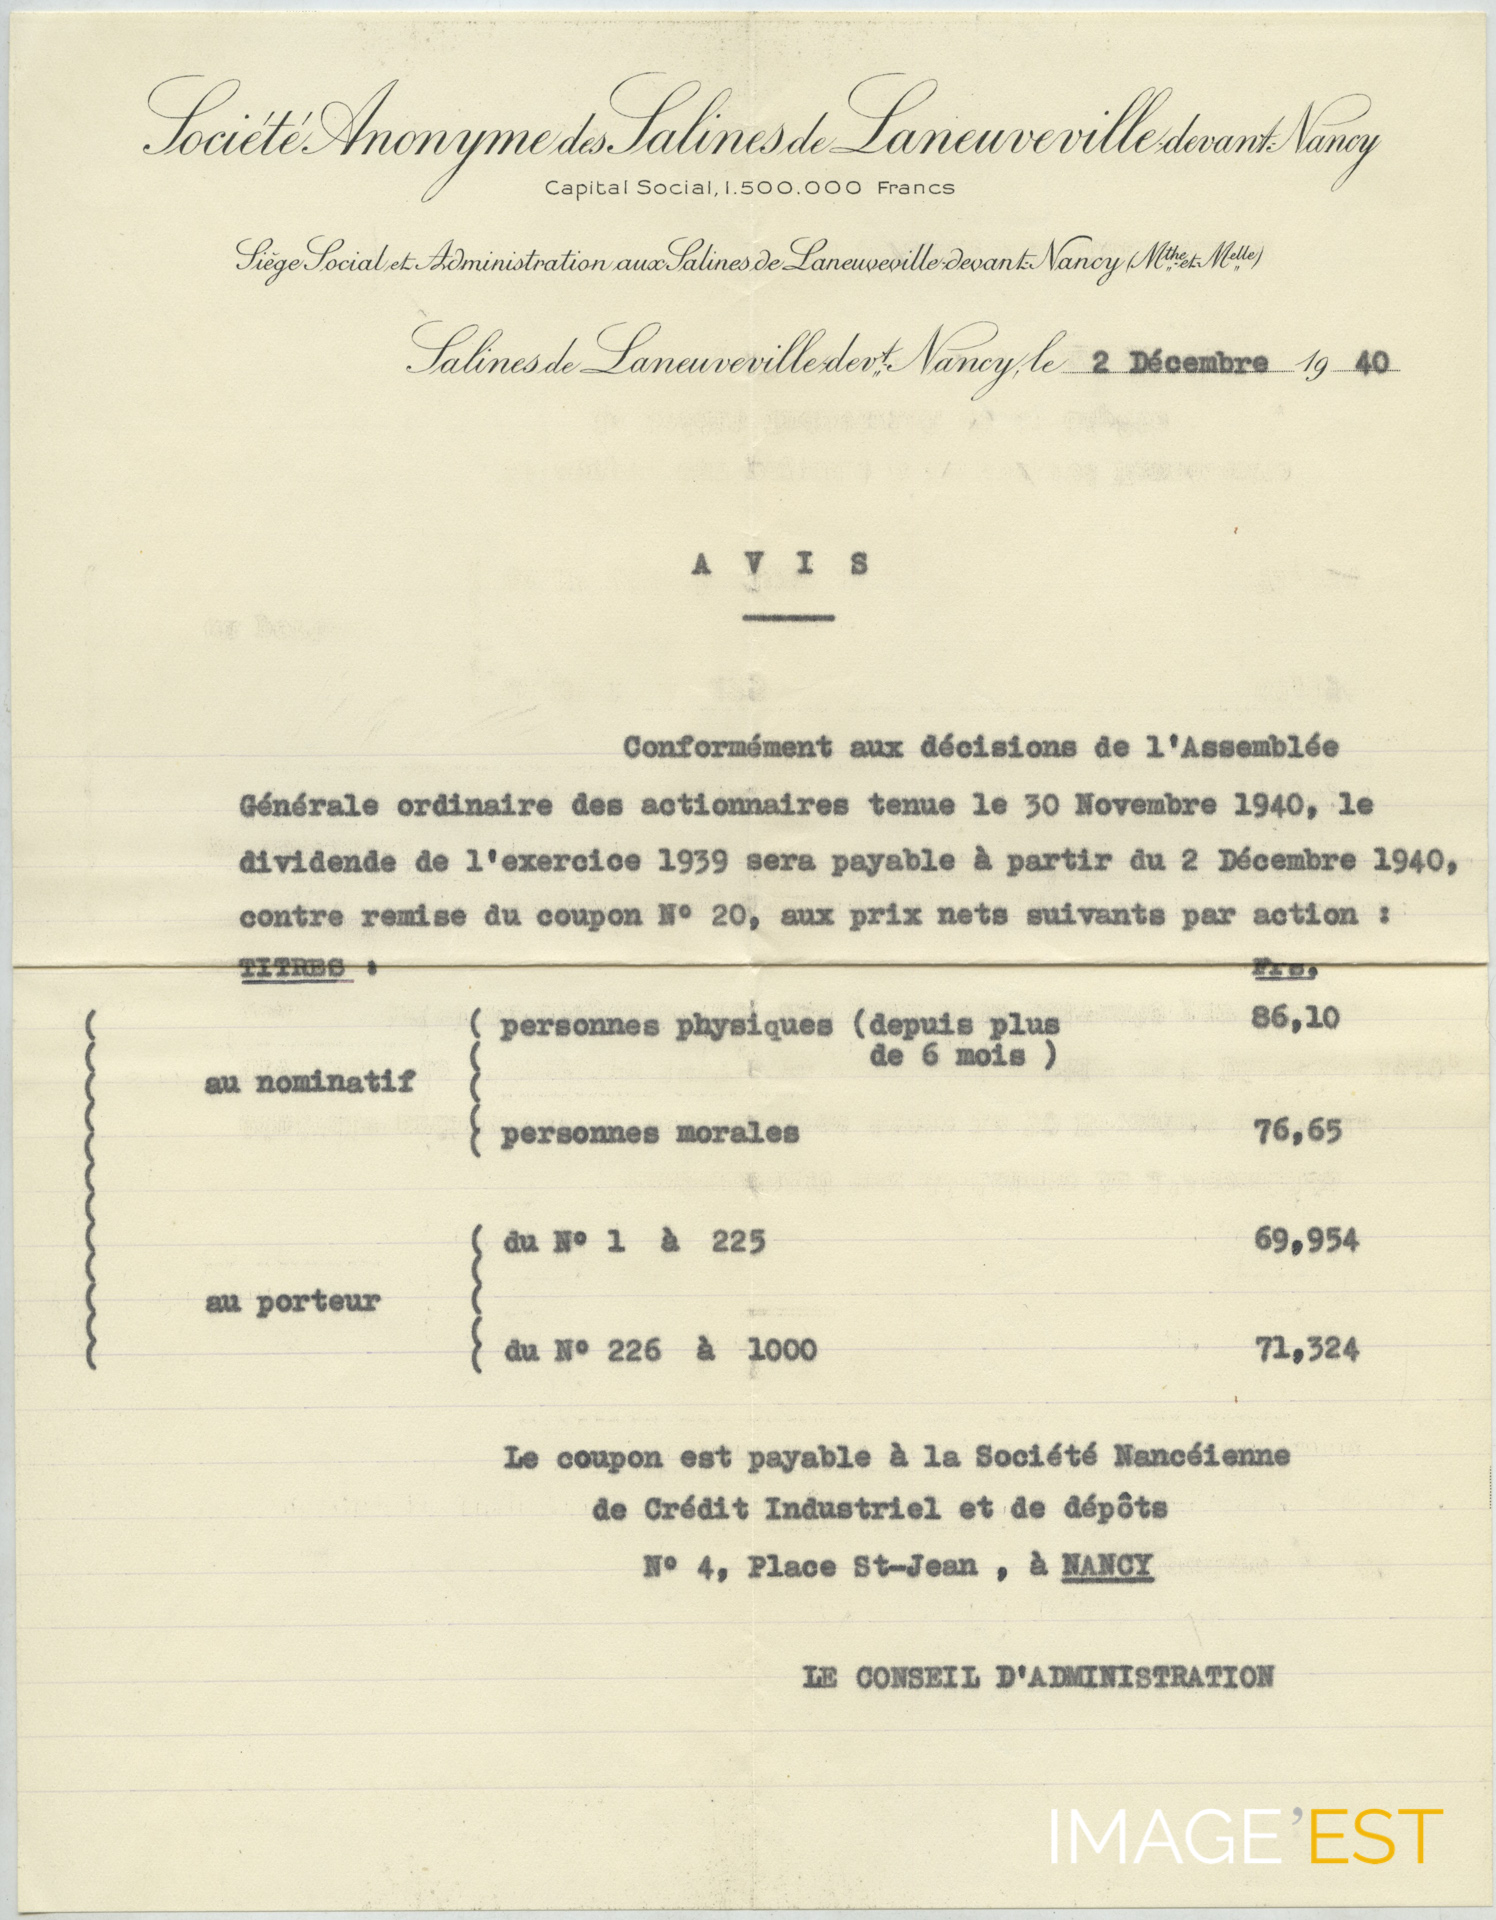 Société Anonyme des Salines de Laneuveville-devant-Nancy
Capital Social, 1.500.000 Francs
Siège Social et Administration aux Salines de Laneuveville-devant-Nancy (Mthe et Melle)
Salines de Laneuveville-devt-Nancy, le 2 Décembre 19 40
A V I S
Conformément aux décisions de l'Assemblée
Générale ordinaire des actionnaires tenue le 30 Novembre 1940, le
dividende de l'exercice 1939 sera payable à partir du 2 Décembre 1940,
contre remise du coupon N° 20, aux prix nets suivants par action :
TITRES : Frs.
( personnes physiques (depuis plus 86,10
de 6 mois )
au nominatif
( personnes morales 76,65
( du N° 1 à 225 69,954
au porteur
( du N° 226 à 1000 71,324
Le coupon est payable à la Société Nancéienne
de Crédit Industriel et de dépôts
N° 4, Place St-Jean , à NANCY
LE CONSEIL D'ADMINISTRATION
IMAGE'EST